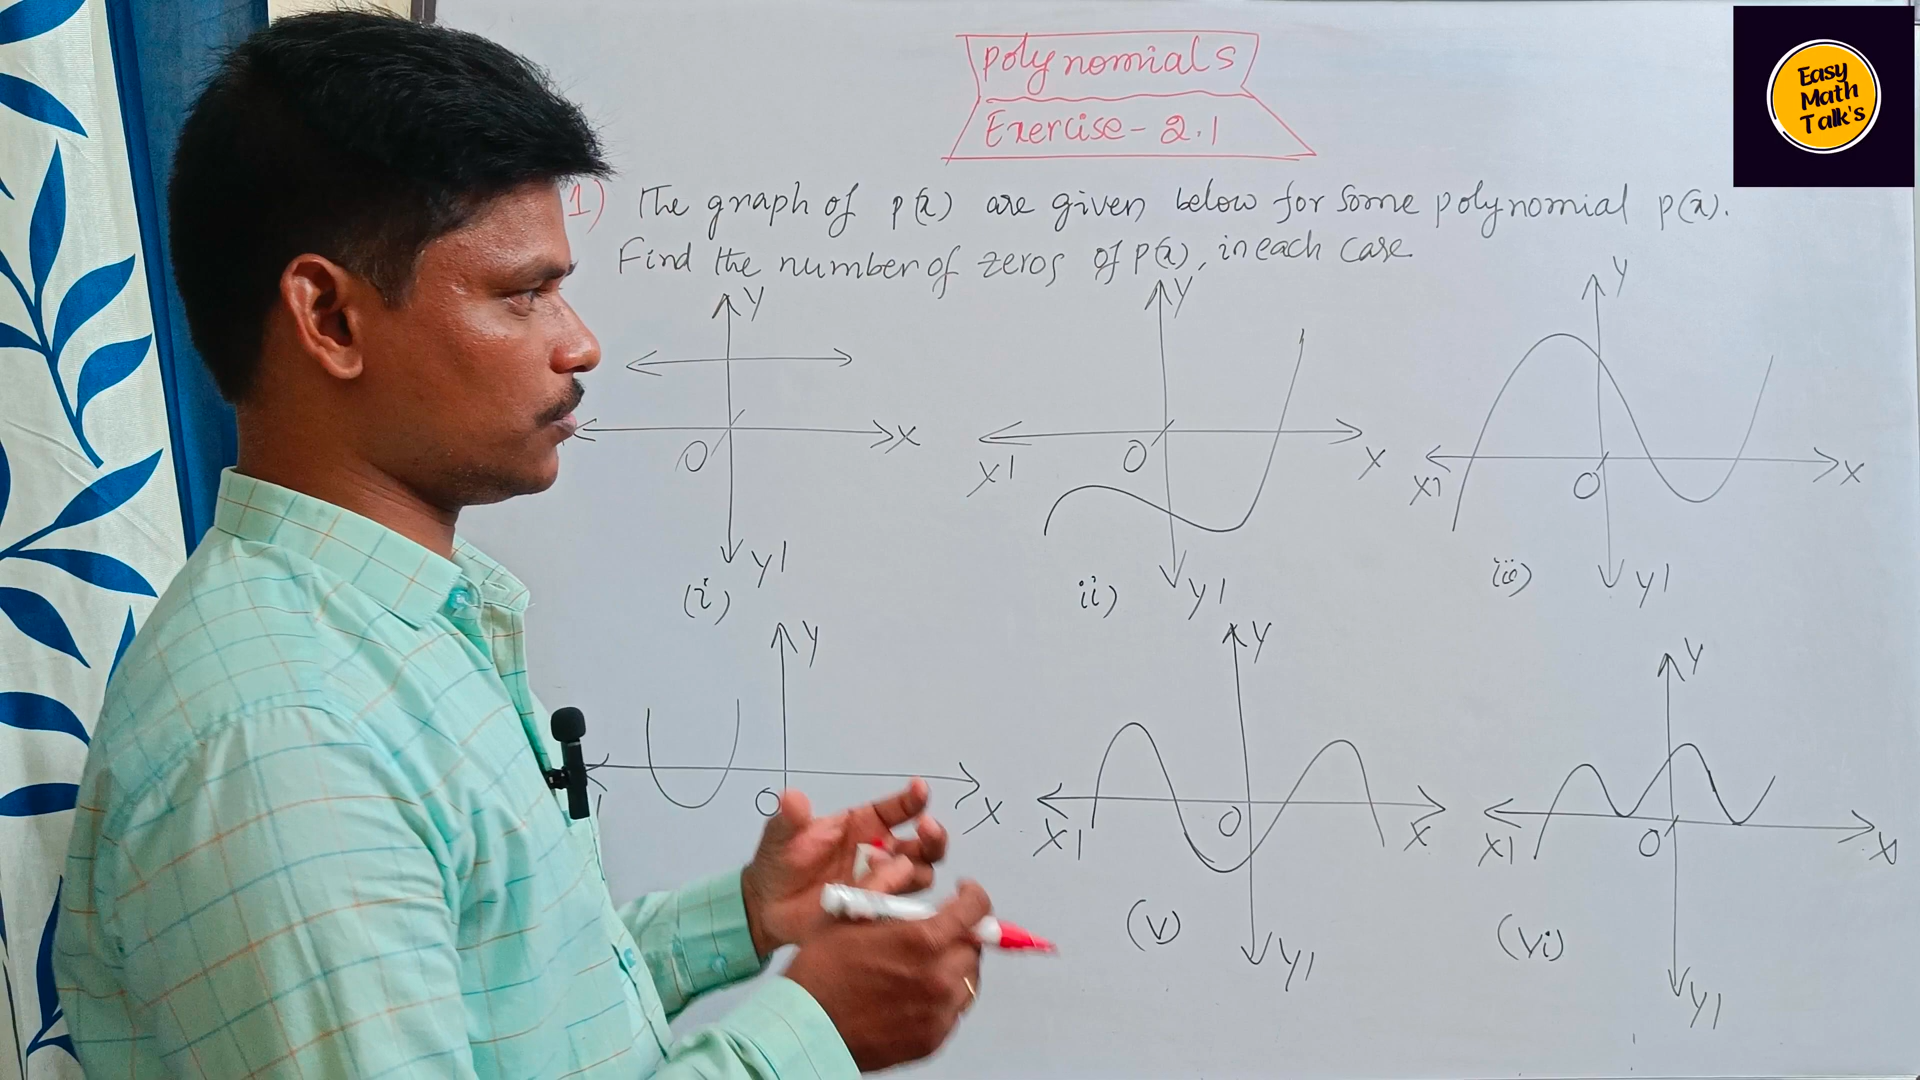 Easy
Math
Talk's
Polynomials
Exercise - 2.1
1) The graph of p(x) are given below for some polynomial p(x).
Find the number of zeros of p(x), in each case.
Y
Y
Y
X
O
X1
O
X
X1
O
X
Y1
Y1
Y1
(i)
ii)
iii)
Y
Y
Y
O
X
X1
O
X
X1
O
X
(v)
(vi)
Y1
Y1